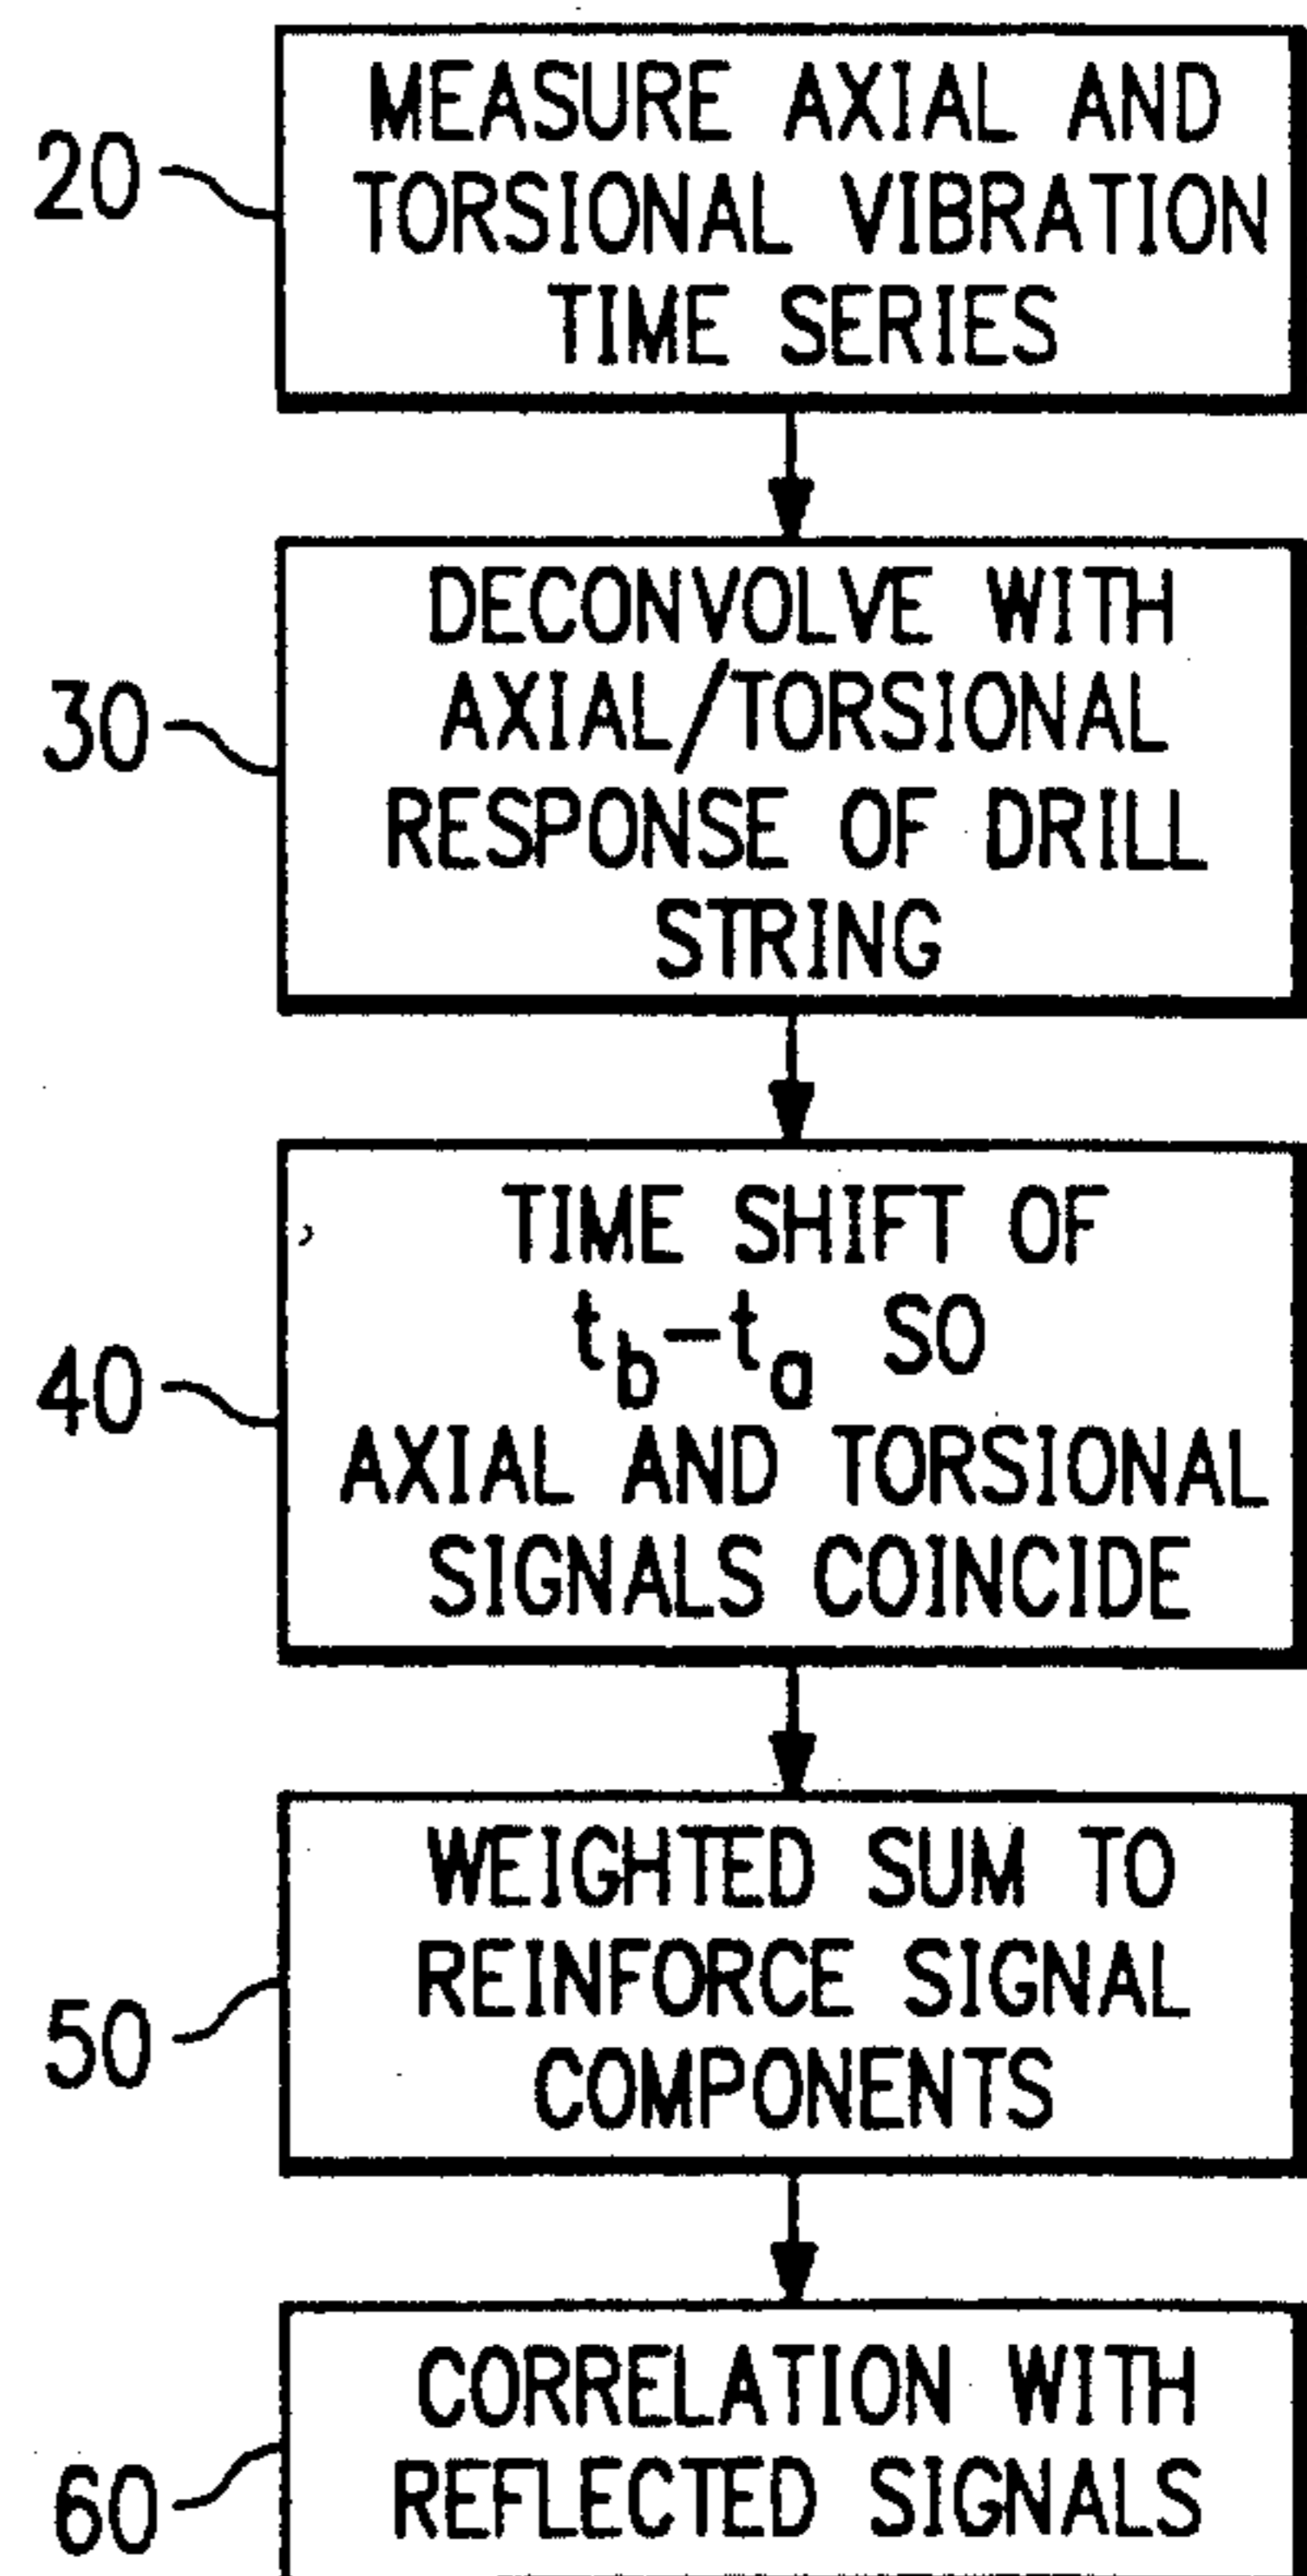 20
MEASURE AXIAL AND
TORSIONAL VIBRATION
TIME SERIES
30
DECONVOLVE WITH
AXIAL/TORSIONAL
RESPONSE OF DRILL
STRING
40
TIME SHIFT OF
t_b-t_a SO
AXIAL AND TORSIONAL
SIGNALS COINCIDE
50
WEIGHTED SUM TO
REINFORCE SIGNAL
COMPONENTS
60
CORRELATION WITH
REFLECTED SIGNALS